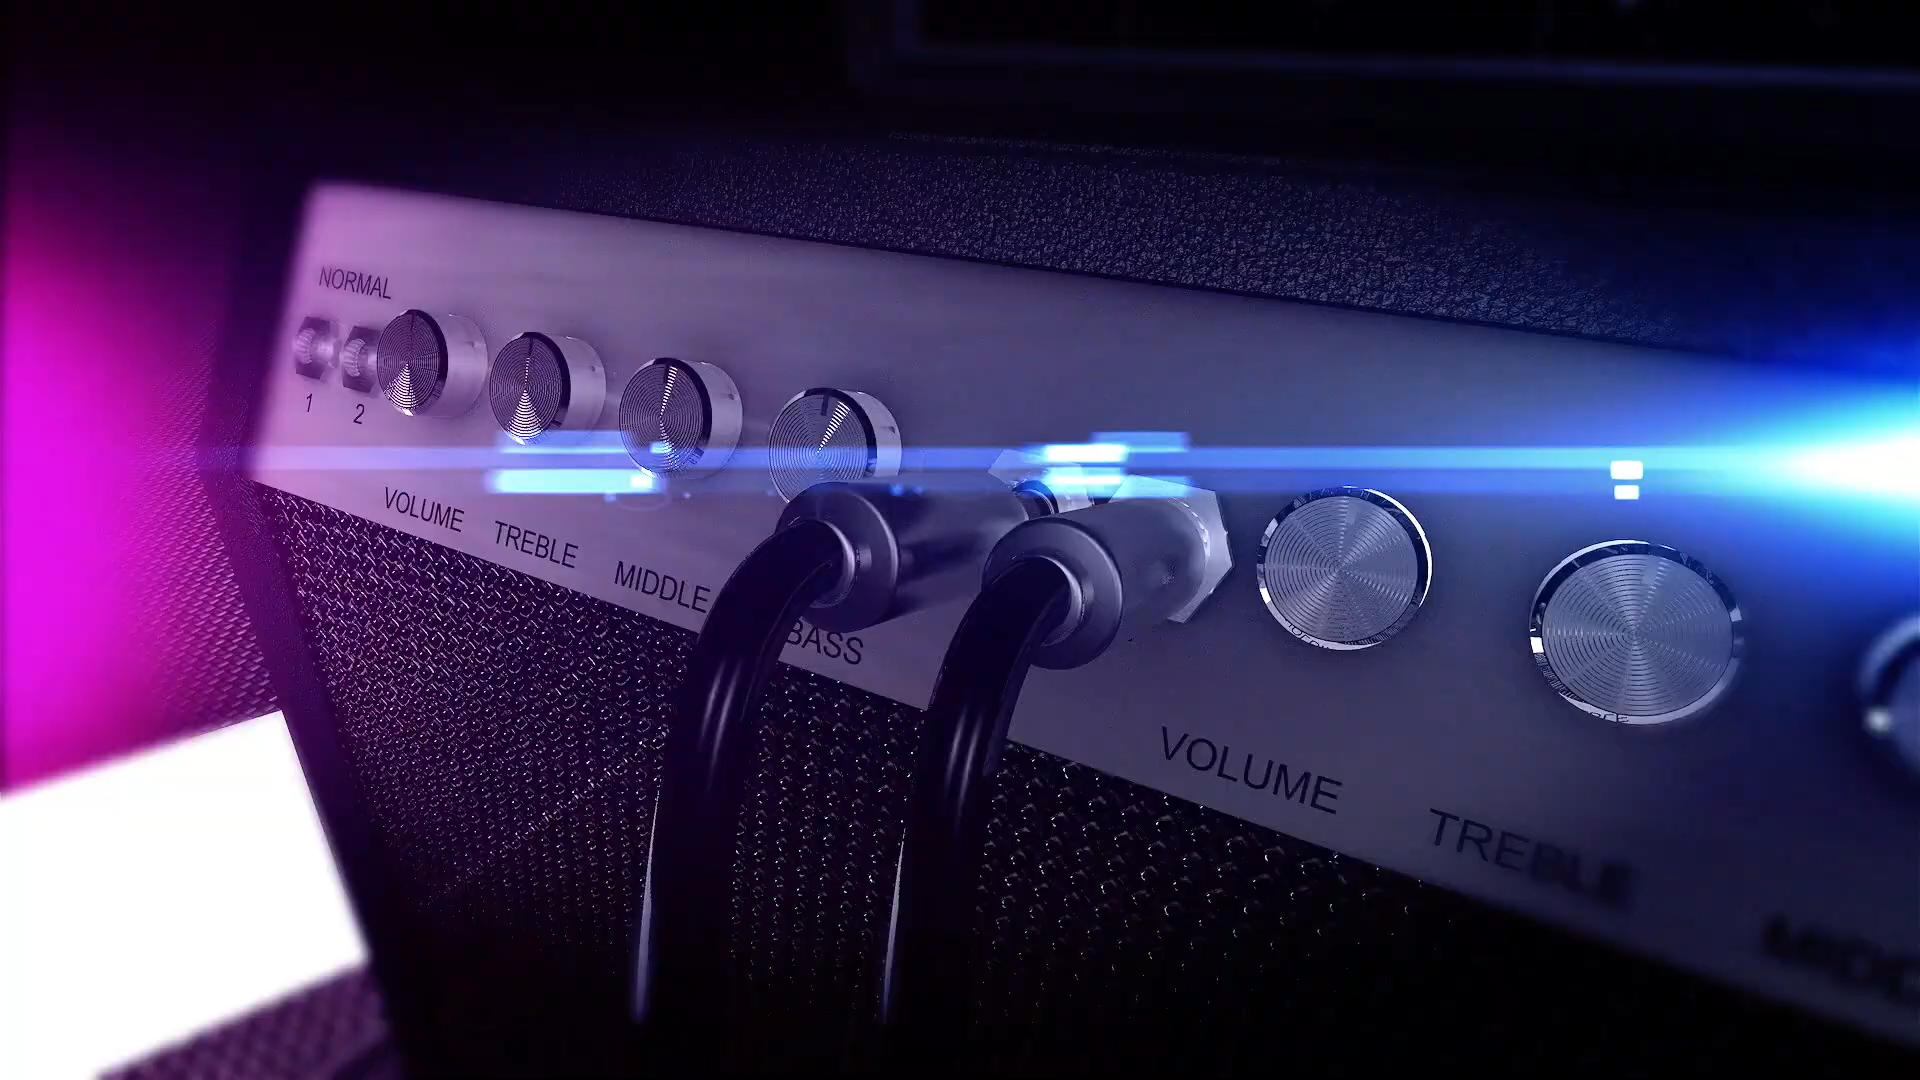 NORMAL
1 2
VOLUME
TREBLE
MIDDLE
BASS
VOLUME
TREBLE